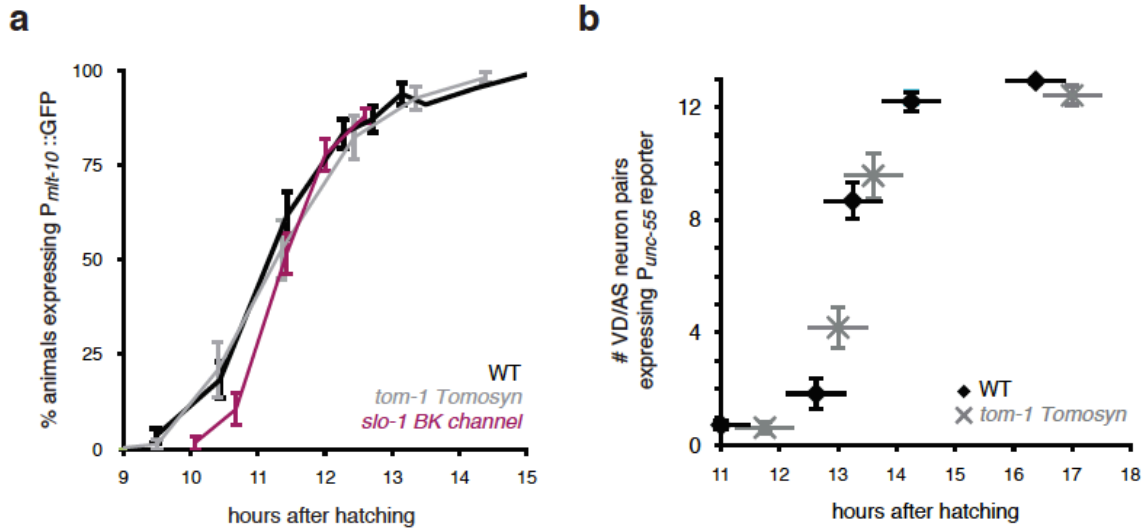 a
% animals expressing Pmlt-10 ::GFP
100
75
50
25
0
9 10 11 12 13 14 15
hours after hatching
WT
tom-1 Tomosyn
slo-1 BK channel
b
# VD/AS neuron pairs
expressing Punc-55 reporter
12
8
4
0
11 12 13 14 15 16 17 18
hours after hatching
WT
tom-1 Tomosyn